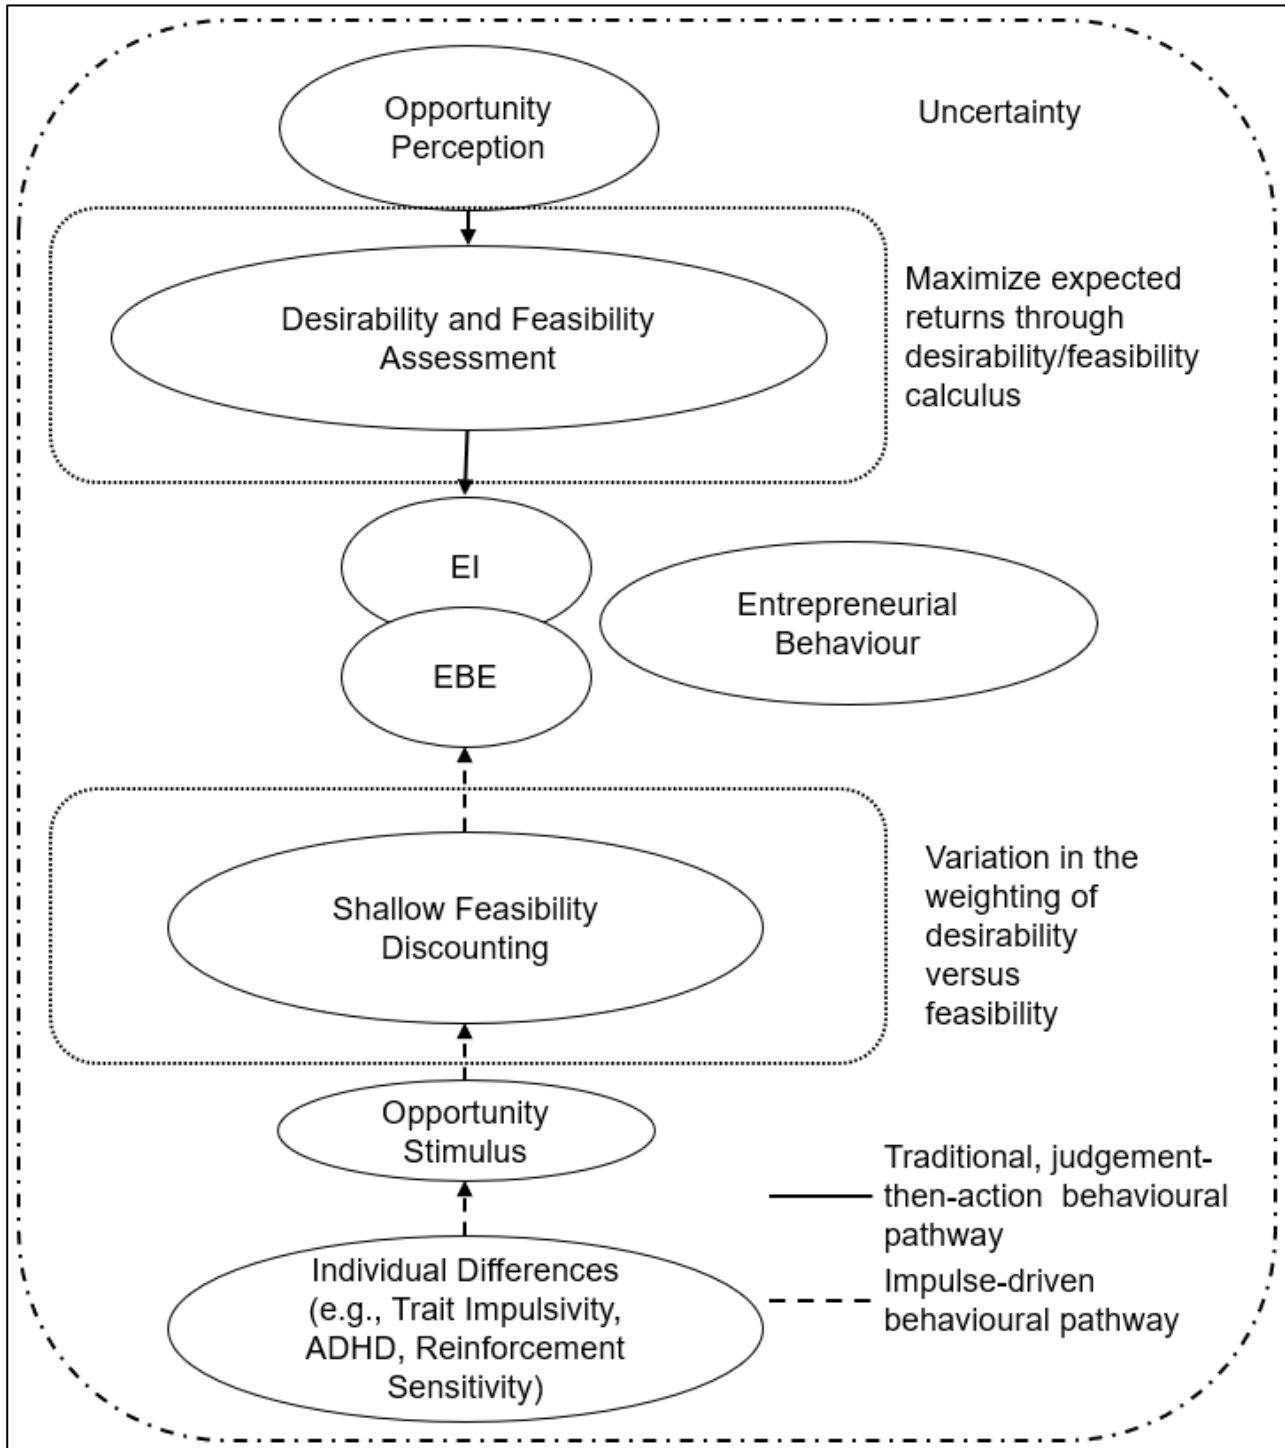 Opportunity
Perception
Uncertainty
Desirability and Feasibility
Assessment
Maximize expected
returns through
desirability/feasibility
calculus
EI
EBE
Entrepreneurial
Behaviour
Shallow Feasibility
Discounting
Variation in the
weighting of
desirability
versus
feasibility
Opportunity
Stimulus
Individual Differences
(e.g., Trait Impulsivity,
ADHD, Reinforcement
Sensitivity)
Traditional, judgement-
then-action behavioural
pathway
Impulse-driven
behavioural pathway